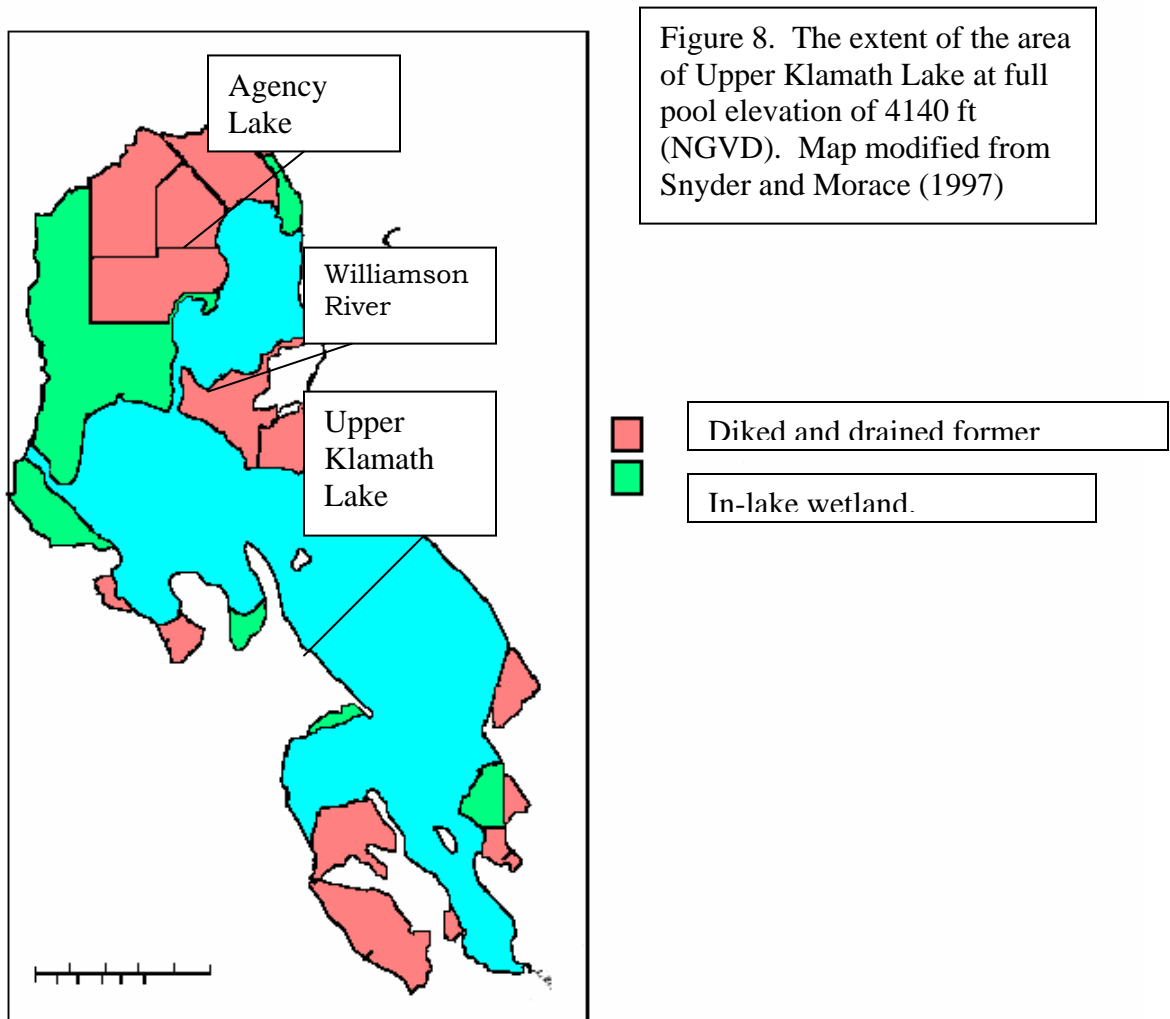 Figure 8. The extent of the area
of Upper Klamath Lake at full
pool elevation of 4140 ft
(NGVD). Map modified from
Snyder and Morace (1997)
Agency
Lake
Williamson
River
Upper
Klamath
Lake
Diked and drained former
In-lake wetland.